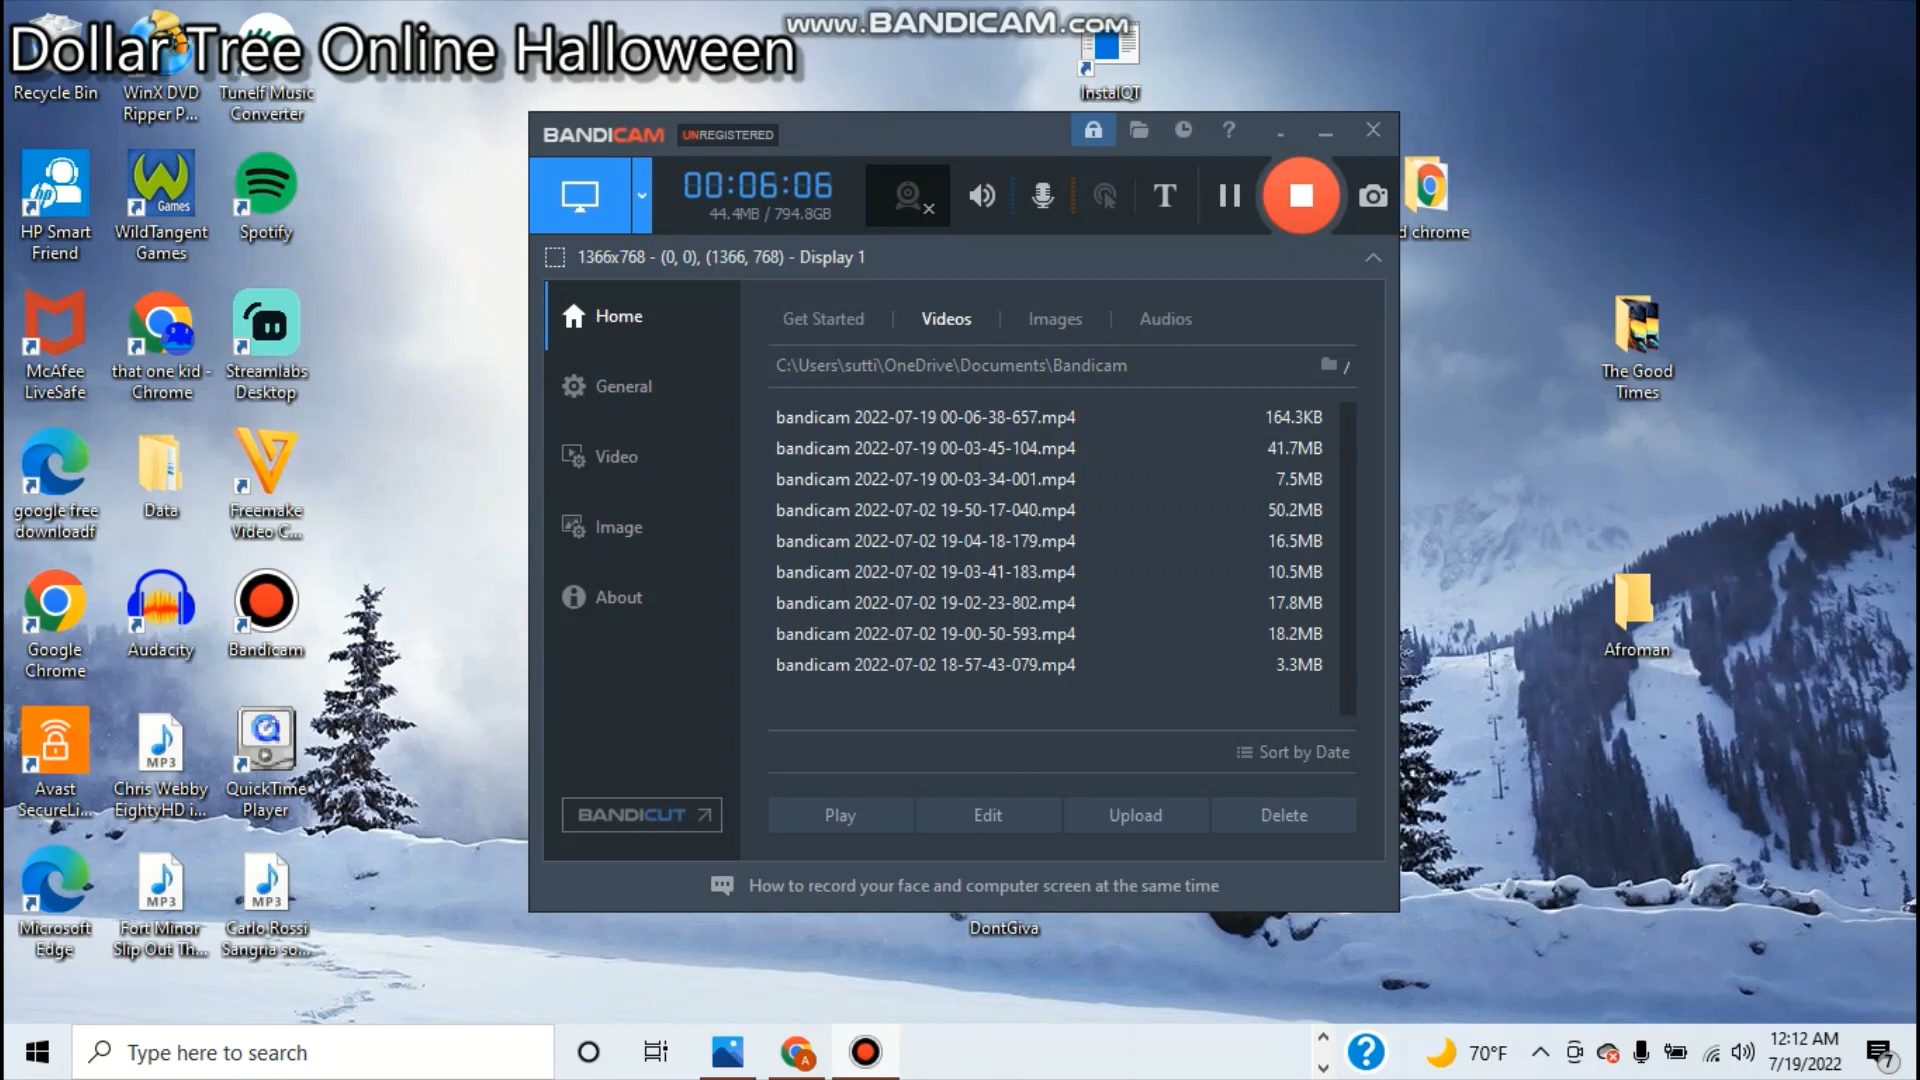 Dollar Tree Online Halloween
www.BANDICAM.com
Recycle Bin
WinX DVD
Ripper P...
Tunelf Music
Converter
InstalQT
HP Smart
Friend
WildTangent
Games
Spotify
McAfee
LiveSafe
that one kid -
Chrome
Streamlabs
Desktop
google free
downloadf
Data
Freemake
Video C...
Google
Chrome
Audacity
Bandicam
Avast
SecureLi...
MP3
Chris Webby
EightyHD i...
QuickTime
Player
Microsoft
Edge
MP3
Fort Minor
Slip Out Th...
MP3
Carlo Rossi
Sangria so...
BANDICAM UNREGISTERED
00:06:06
44.4MB / 794.8GB
T
1366x768 - (0, 0), (1366, 768) - Display 1
Home
General
Video
Image
About
BANDICUT
Get Started | Videos | Images | Audios
C:\Users\sutti\OneDrive\Documents\Bandicam
bandicam 2022-07-19 00-06-38-657.mp4 164.3KB
bandicam 2022-07-19 00-03-45-104.mp4 41.7MB
bandicam 2022-07-19 00-03-34-001.mp4 7.5MB
bandicam 2022-07-02 19-50-17-040.mp4 50.2MB
bandicam 2022-07-02 19-04-18-179.mp4 16.5MB
bandicam 2022-07-02 19-03-41-183.mp4 10.5MB
bandicam 2022-07-02 19-02-23-802.mp4 17.8MB
bandicam 2022-07-02 19-00-50-593.mp4 18.2MB
bandicam 2022-07-02 18-57-43-079.mp4 3.3MB
Sort by Date
Play Edit Upload Delete
How to record your face and computer screen at the same time
DontGiva
d chrome
The Good
Times
Afroman
Type here to search
A
70°F
12:12 AM
7/19/2022
7